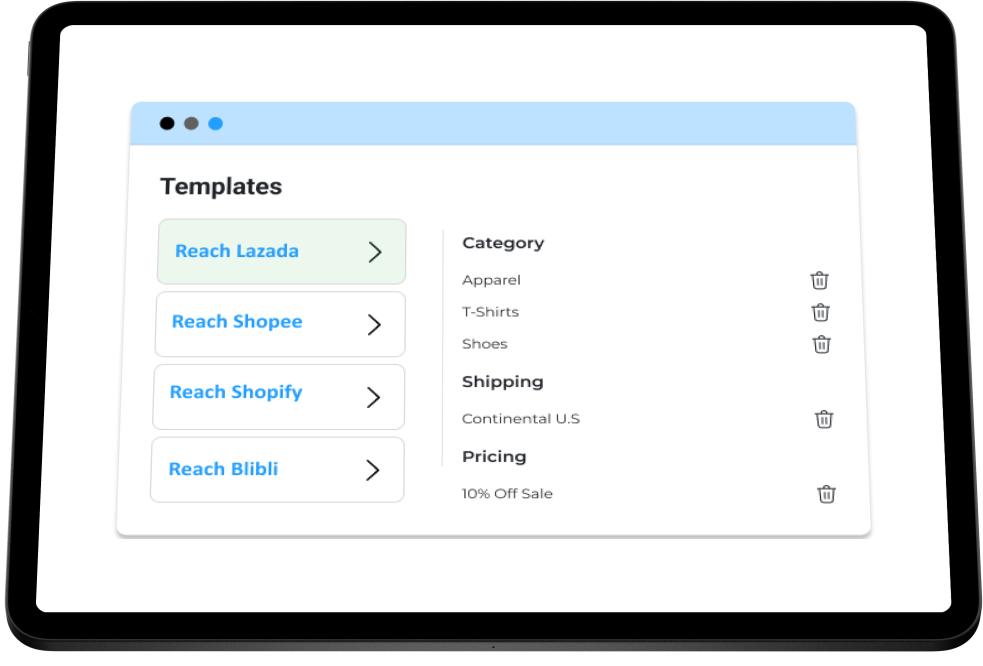 Templates
Reach Lazada
Reach Shopee
Reach Shopify
Reach Blibli
Category
Apparel
T-Shirts
Shoes
Shipping
Continental U.S
Pricing
10% Off Sale